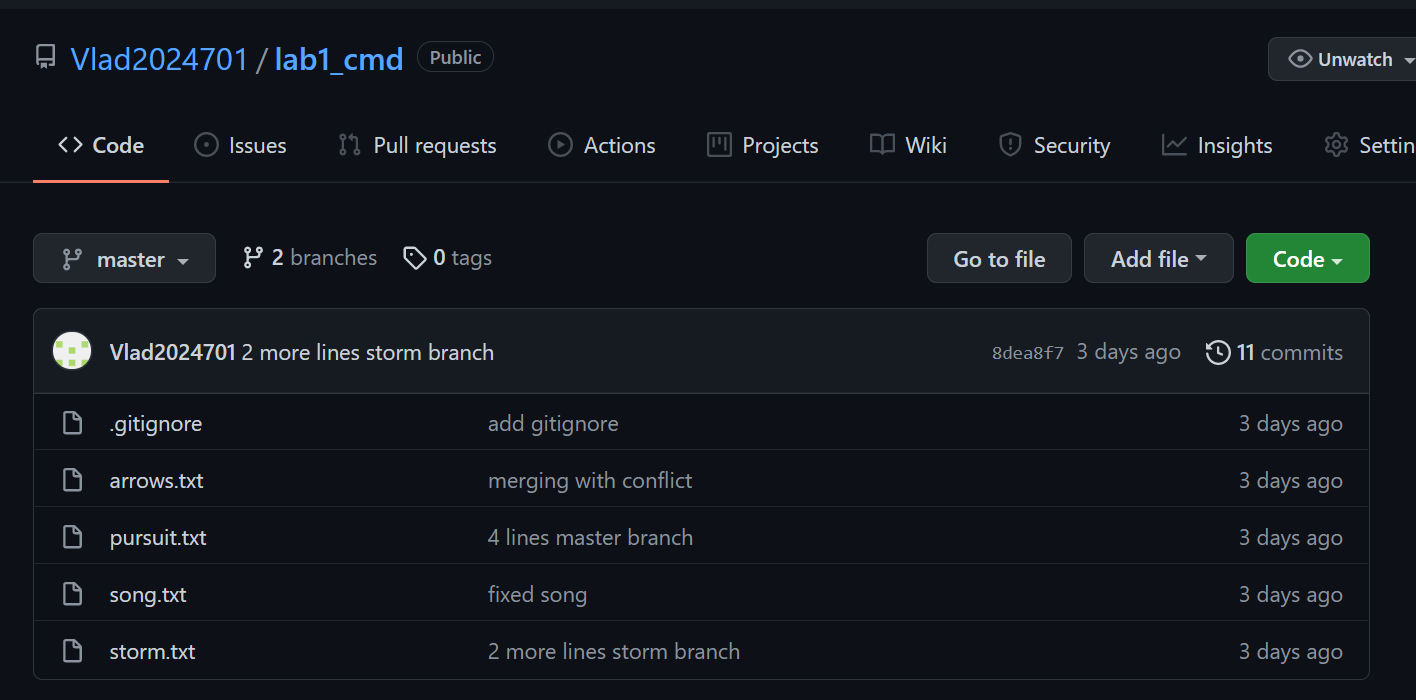 Vlad2024701 / lab1_cmd Public Unwatch
Code Issues Pull requests Actions Projects Wiki Security Insights Settin
master 2 branches 0 tags Go to file Add file Code
Vlad2024701 2 more lines storm branch 8dea8f7 3 days ago 11 commits
.gitignore add gitignore 3 days ago
arrows.txt merging with conflict 3 days ago
pursuit.txt 4 lines master branch 3 days ago
song.txt fixed song 3 days ago
storm.txt 2 more lines storm branch 3 days ago